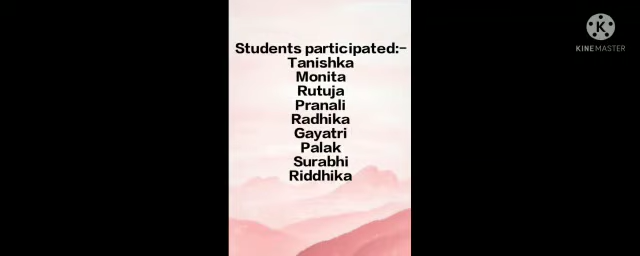 Students participated:-
Tanishka
Monita
Rutuja
Pranali
Radhika
Gayatri
Palak
Surabhi
Riddhika
KINEMASTER